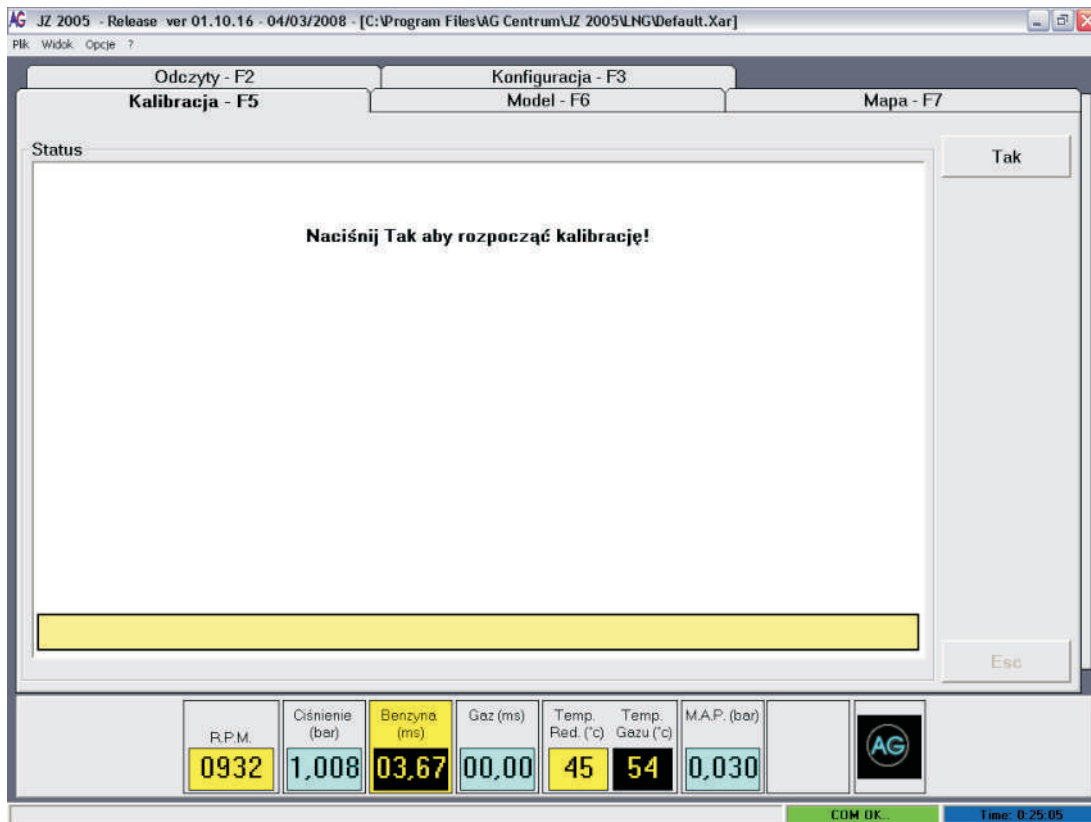 AG JZ 2005 - Release ver 01.10.16 - 04/03/2008 - [C:\Program Files\AG Centrum\JZ 2005\LNG\Default.Xar]
Plik Widok Opcje ?
Odczyty - F2 Konfiguracja - F3
Kalibracja - F5 Model - F6 Mapa - F7
Status
Tak
Naciśnij Tak aby rozpocząć kalibrację!
Esc
R.P.M.
0932
Ciśnienie
(bar)
1,008
Benzyna
(ms)
03,67
Gaz (ms)
00,00
Temp.
Red. (°c)
45
Temp.
Gazu (°c)
54
M.A.P. (bar)
0,030
AG
COM OK.. Time: 0:25:05